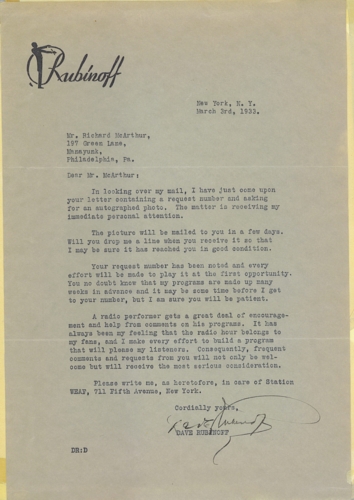 Rubinoff
New York, N. Y.
March 3rd, 1933.
Mr. Richard McArthur,
197 Green Lane,
Manayunk,
Philadelphia, Pa.
Dear Mr. McArthur:
In looking over my mail, I have just come upon
your letter containing a request number and asking
for an autographed photo. The matter is receiving my
immediate personal attention.
The picture will be mailed to you in a few days.
Will you drop me a line when you receive it so that
I may be sure it has reached you in good condition.
Your request number has been noted and every
effort will be made to play it at the first opportunity.
You no doubt know that my programs are made up many
weeks in advance and it may be some time before I get
to your number, but I am sure you will be patient.
A radio performer gets a great deal of encourage-
ment and help from comments on his programs. It has
always been my feeling that the radio hour belongs to
my fans, and I make every effort to build a program
that will please my listeners. Consequently, frequent
comments and requests from you will not only be wel-
come but will receive the most serious consideration.
Please write me, as heretofore, in care of Station
WEAF, 711 Fifth Avenue, New York.
Cordially yours,
Dave Rubinoff
DAVE RUBINOFF
DR:D